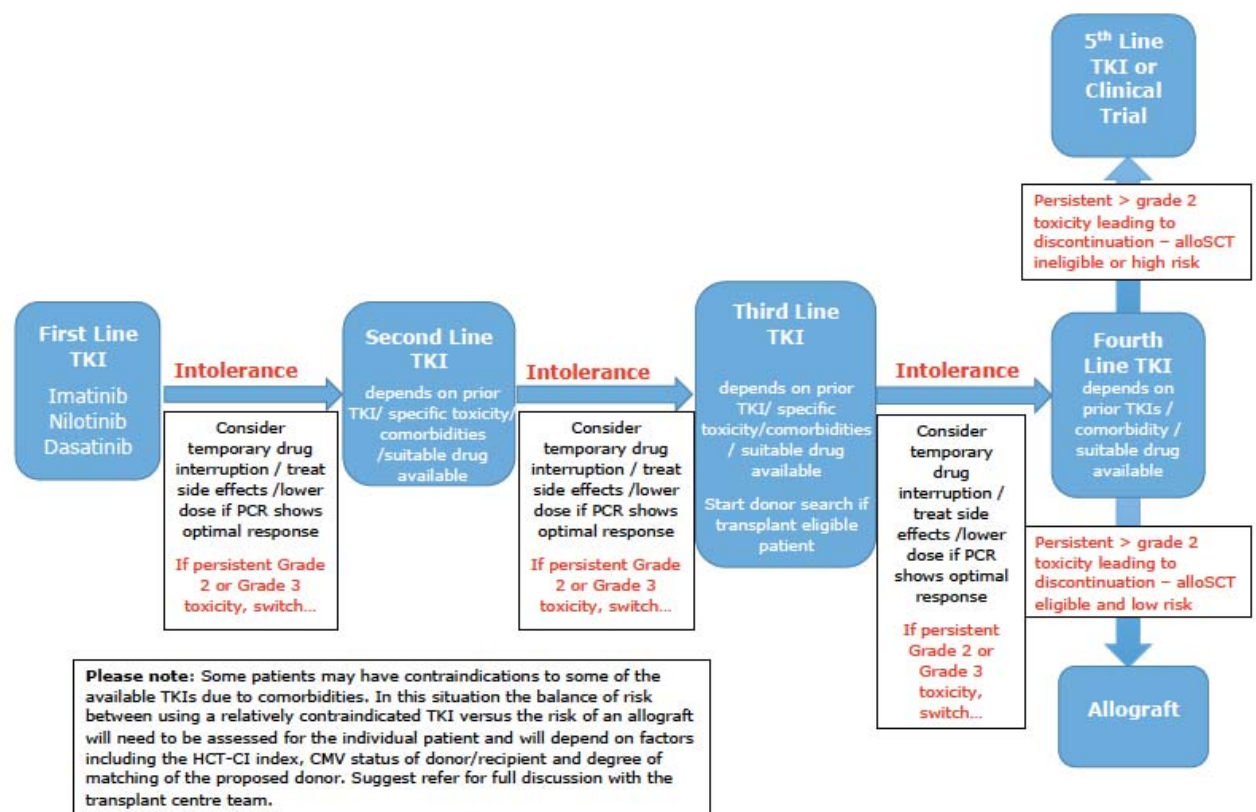 First Line
TKI
Imatinib
Nilotinib
Dasatinib
Intolerance
Consider
temporary drug
interruption / treat
side effects /lower
dose if PCR shows
optimal response
If persistent Grade
2 or Grade 3
toxicity, switch...
Second Line
TKI
depends on prior
TKI/ specific toxicity/
comorbidities
/suitable drug
available
Intolerance
Consider
temporary drug
interruption / treat
side effects /lower
dose if PCR shows
optimal response
If persistent Grade
2 or Grade 3
toxicity, switch...
Third Line
TKI
depends on prior
TKI/ specific
toxicity/comorbidities
/ suitable drug
available
Start donor search if
transplant eligible
patient
Intolerance
Consider
temporary
drug
interruption /
treat side
effects /lower
dose if PCR
shows optimal
response
If persistent
Grade 2 or
Grade 3
toxicity,
switch...
Fourth
Line TKI
depends on
prior TKIs /
comorbidity /
suitable drug
available
Persistent > grade 2
toxicity leading to
discontinuation – alloSCT
ineligible or high risk
5th Line
TKI or
Clinical
Trial
Persistent > grade 2
toxicity leading to
discontinuation – alloSCT
eligible and low risk
Allograft
Please note: Some patients may have contraindications to some of the
available TKIs due to comorbidities. In this situation the balance of risk
between using a relatively contraindicated TKI versus the risk of an allograft
will need to be assessed for the individual patient and will depend on factors
including the HCT-CI index, CMV status of donor/recipient and degree of
matching of the proposed donor. Suggest refer for full discussion with the
transplant centre team.